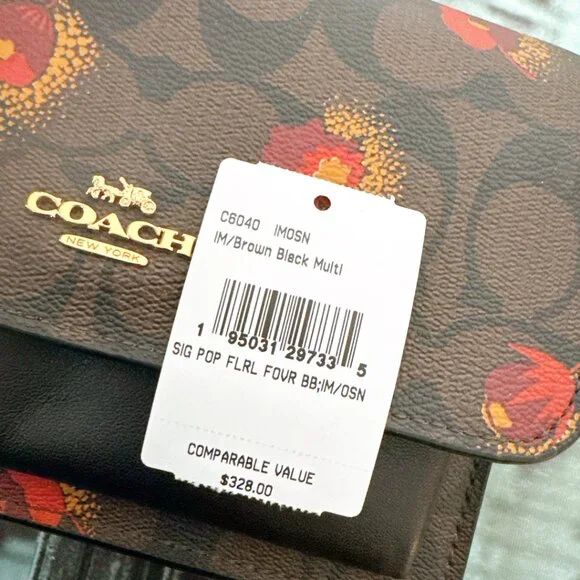 COACH
NEW YORK
C6040 IMOSN
IM/Brown Black Multi
1 95031 29733 5
SIG POP FLRL FOVR BB;IM/OSN
COMPARABLE VALUE
$328.00